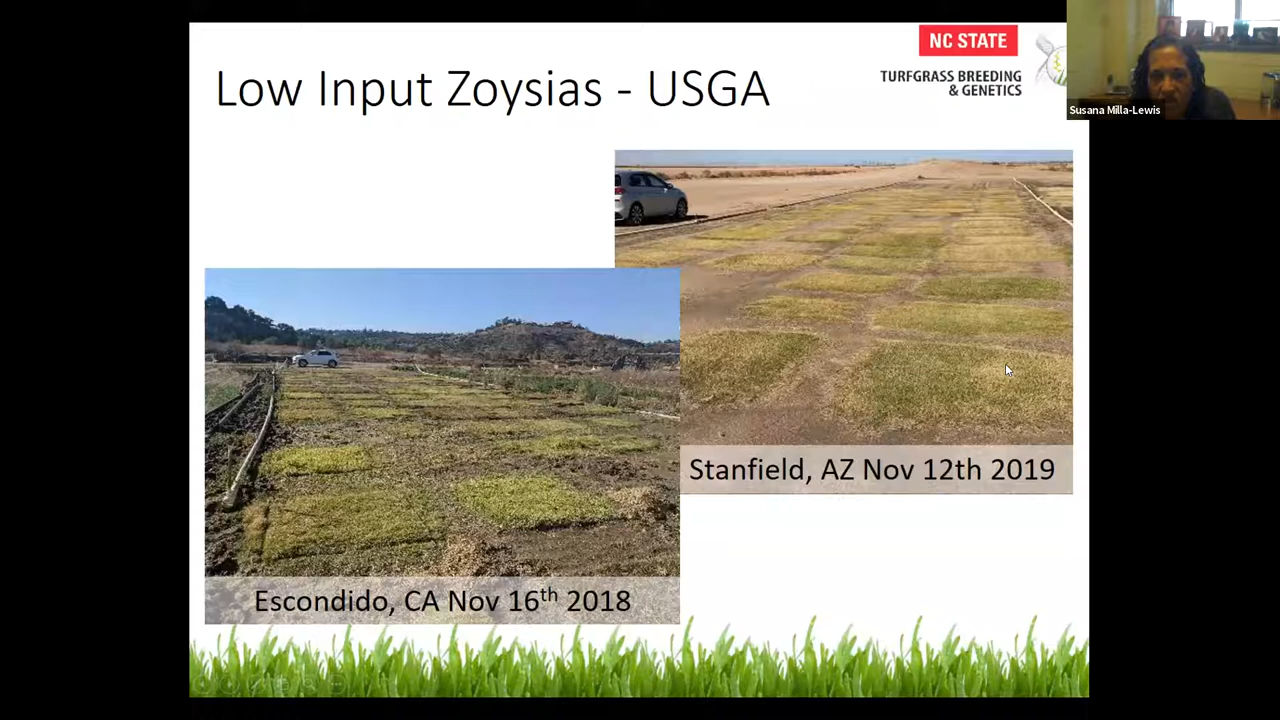 Low Input Zoysias - USGA
NC STATE
TURFGRASS BREEDING
& GENETICS
Susana Milla-Lewis
Stanfield, AZ Nov 12th 2019
Escondido, CA Nov 16th 2018